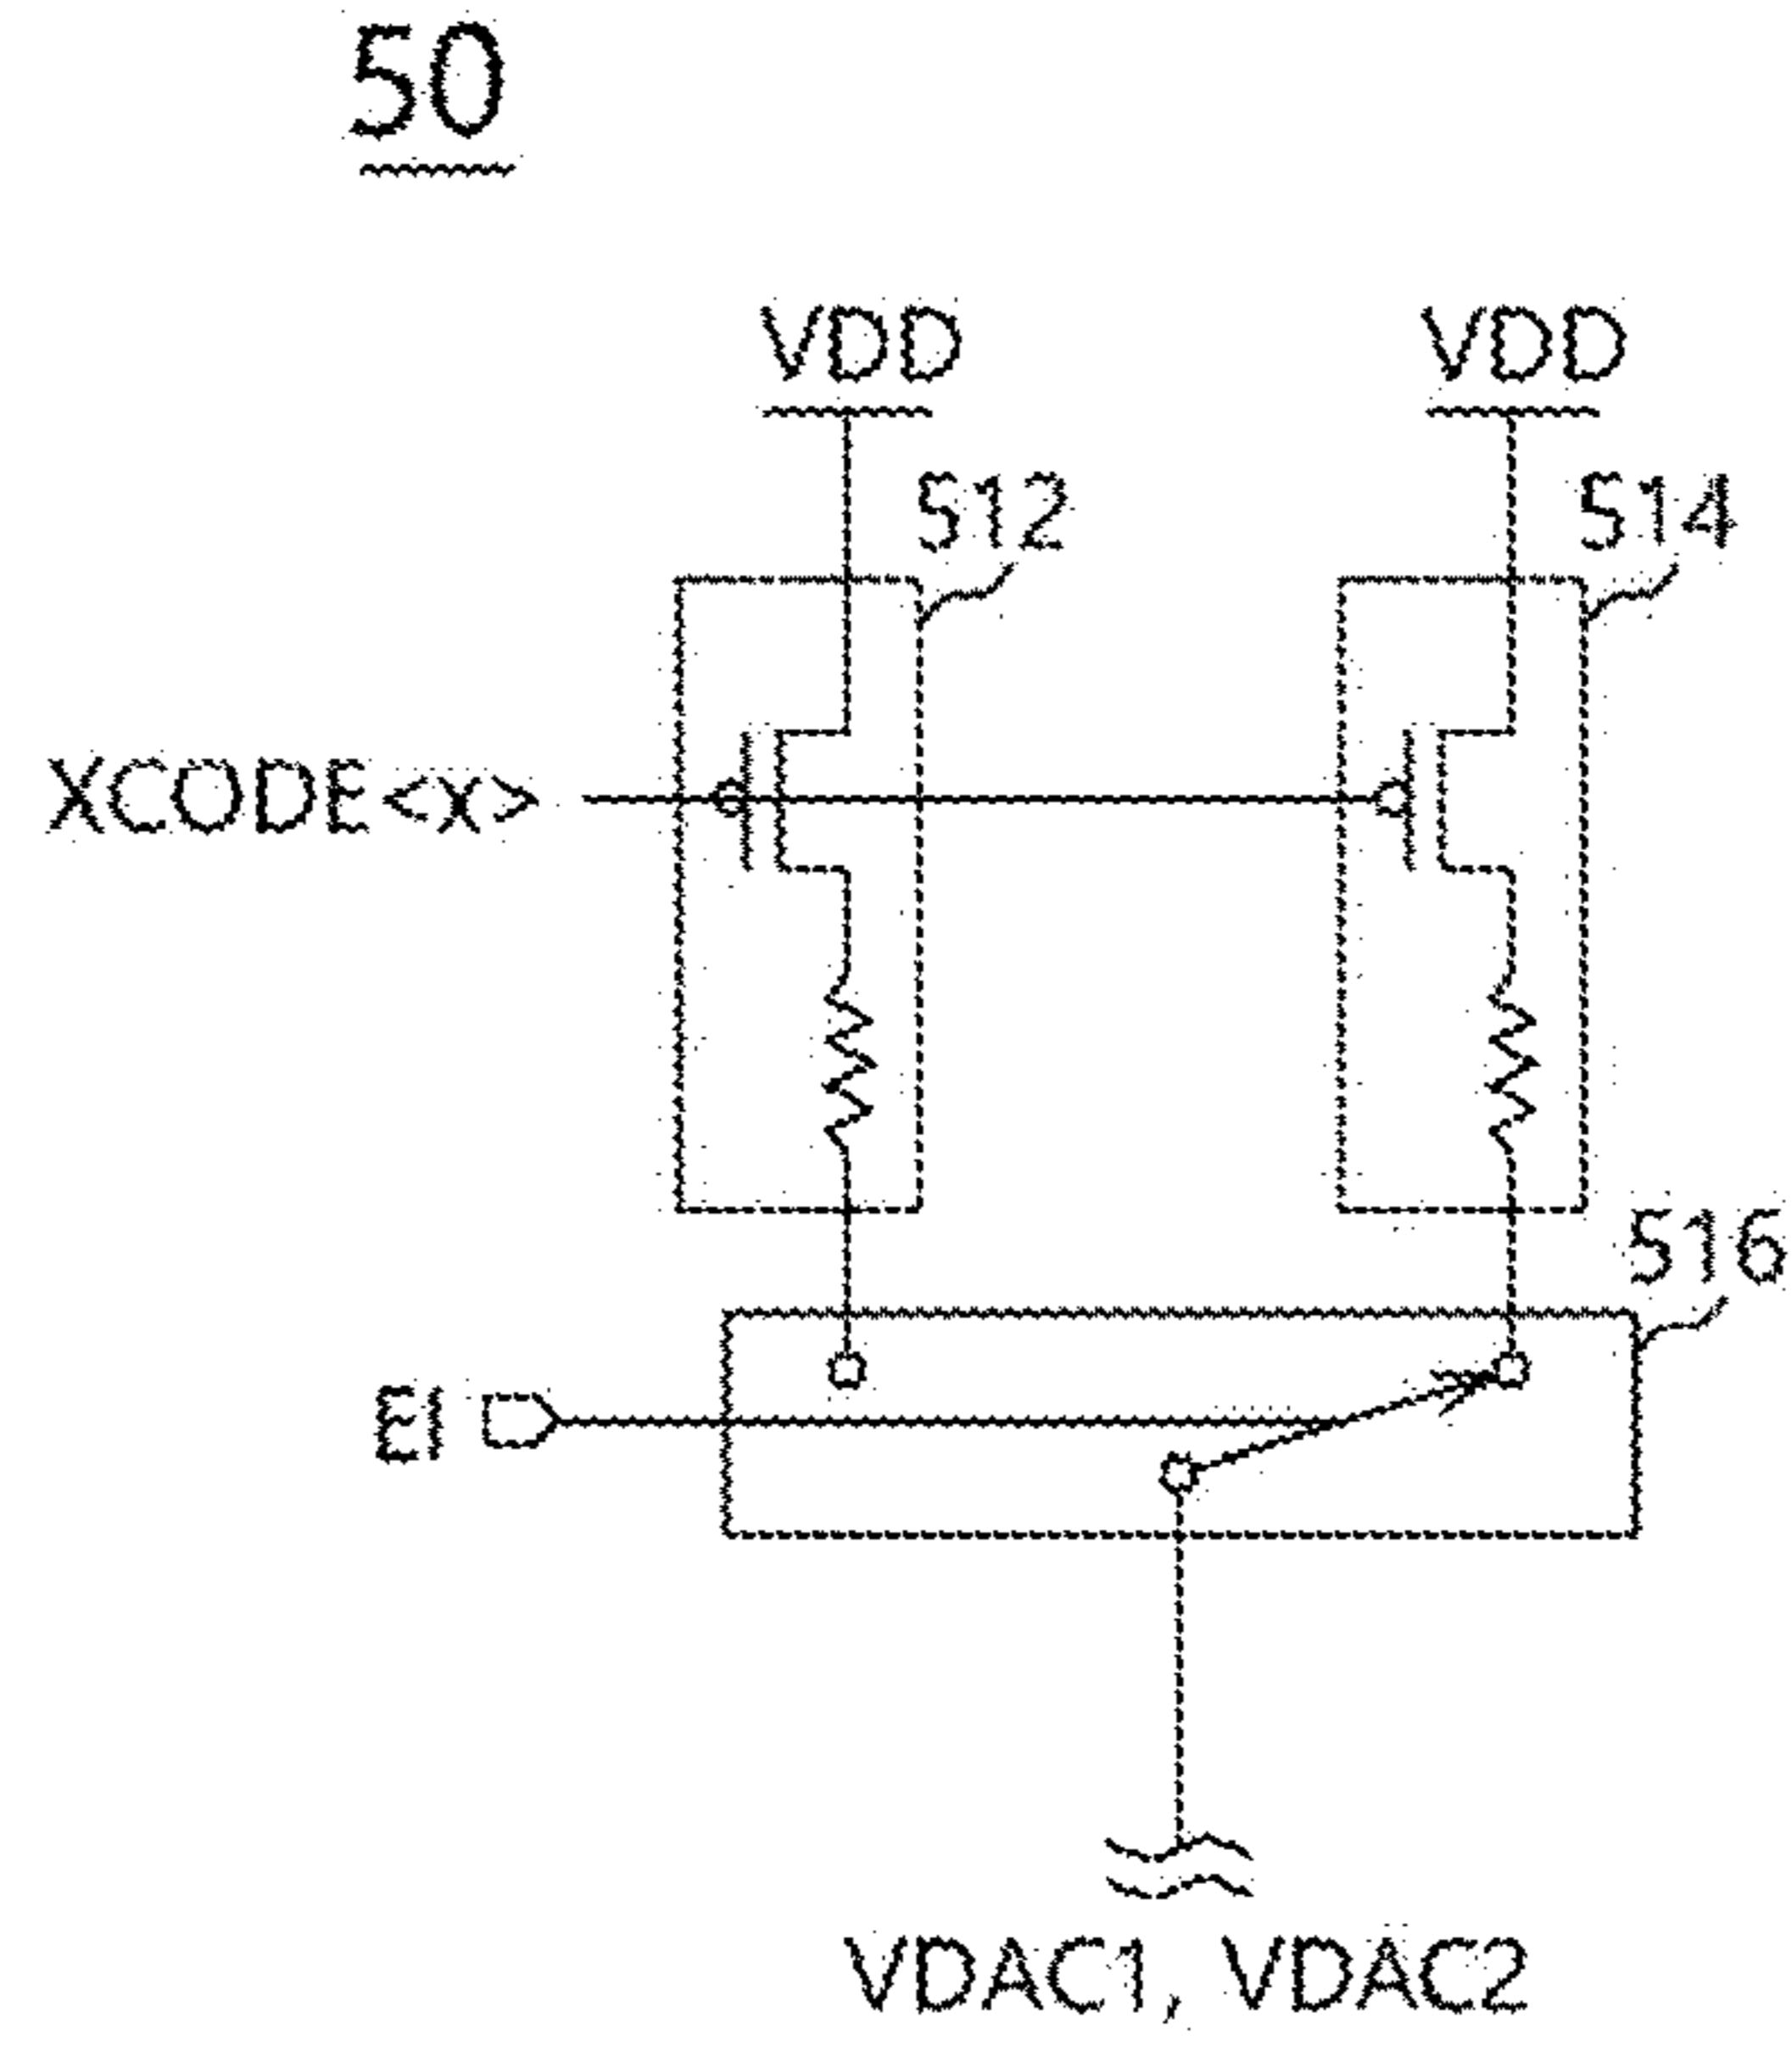 50
VDD VDD
512 514
XCODE<x>
516
EI
VDAC1, VDAC2